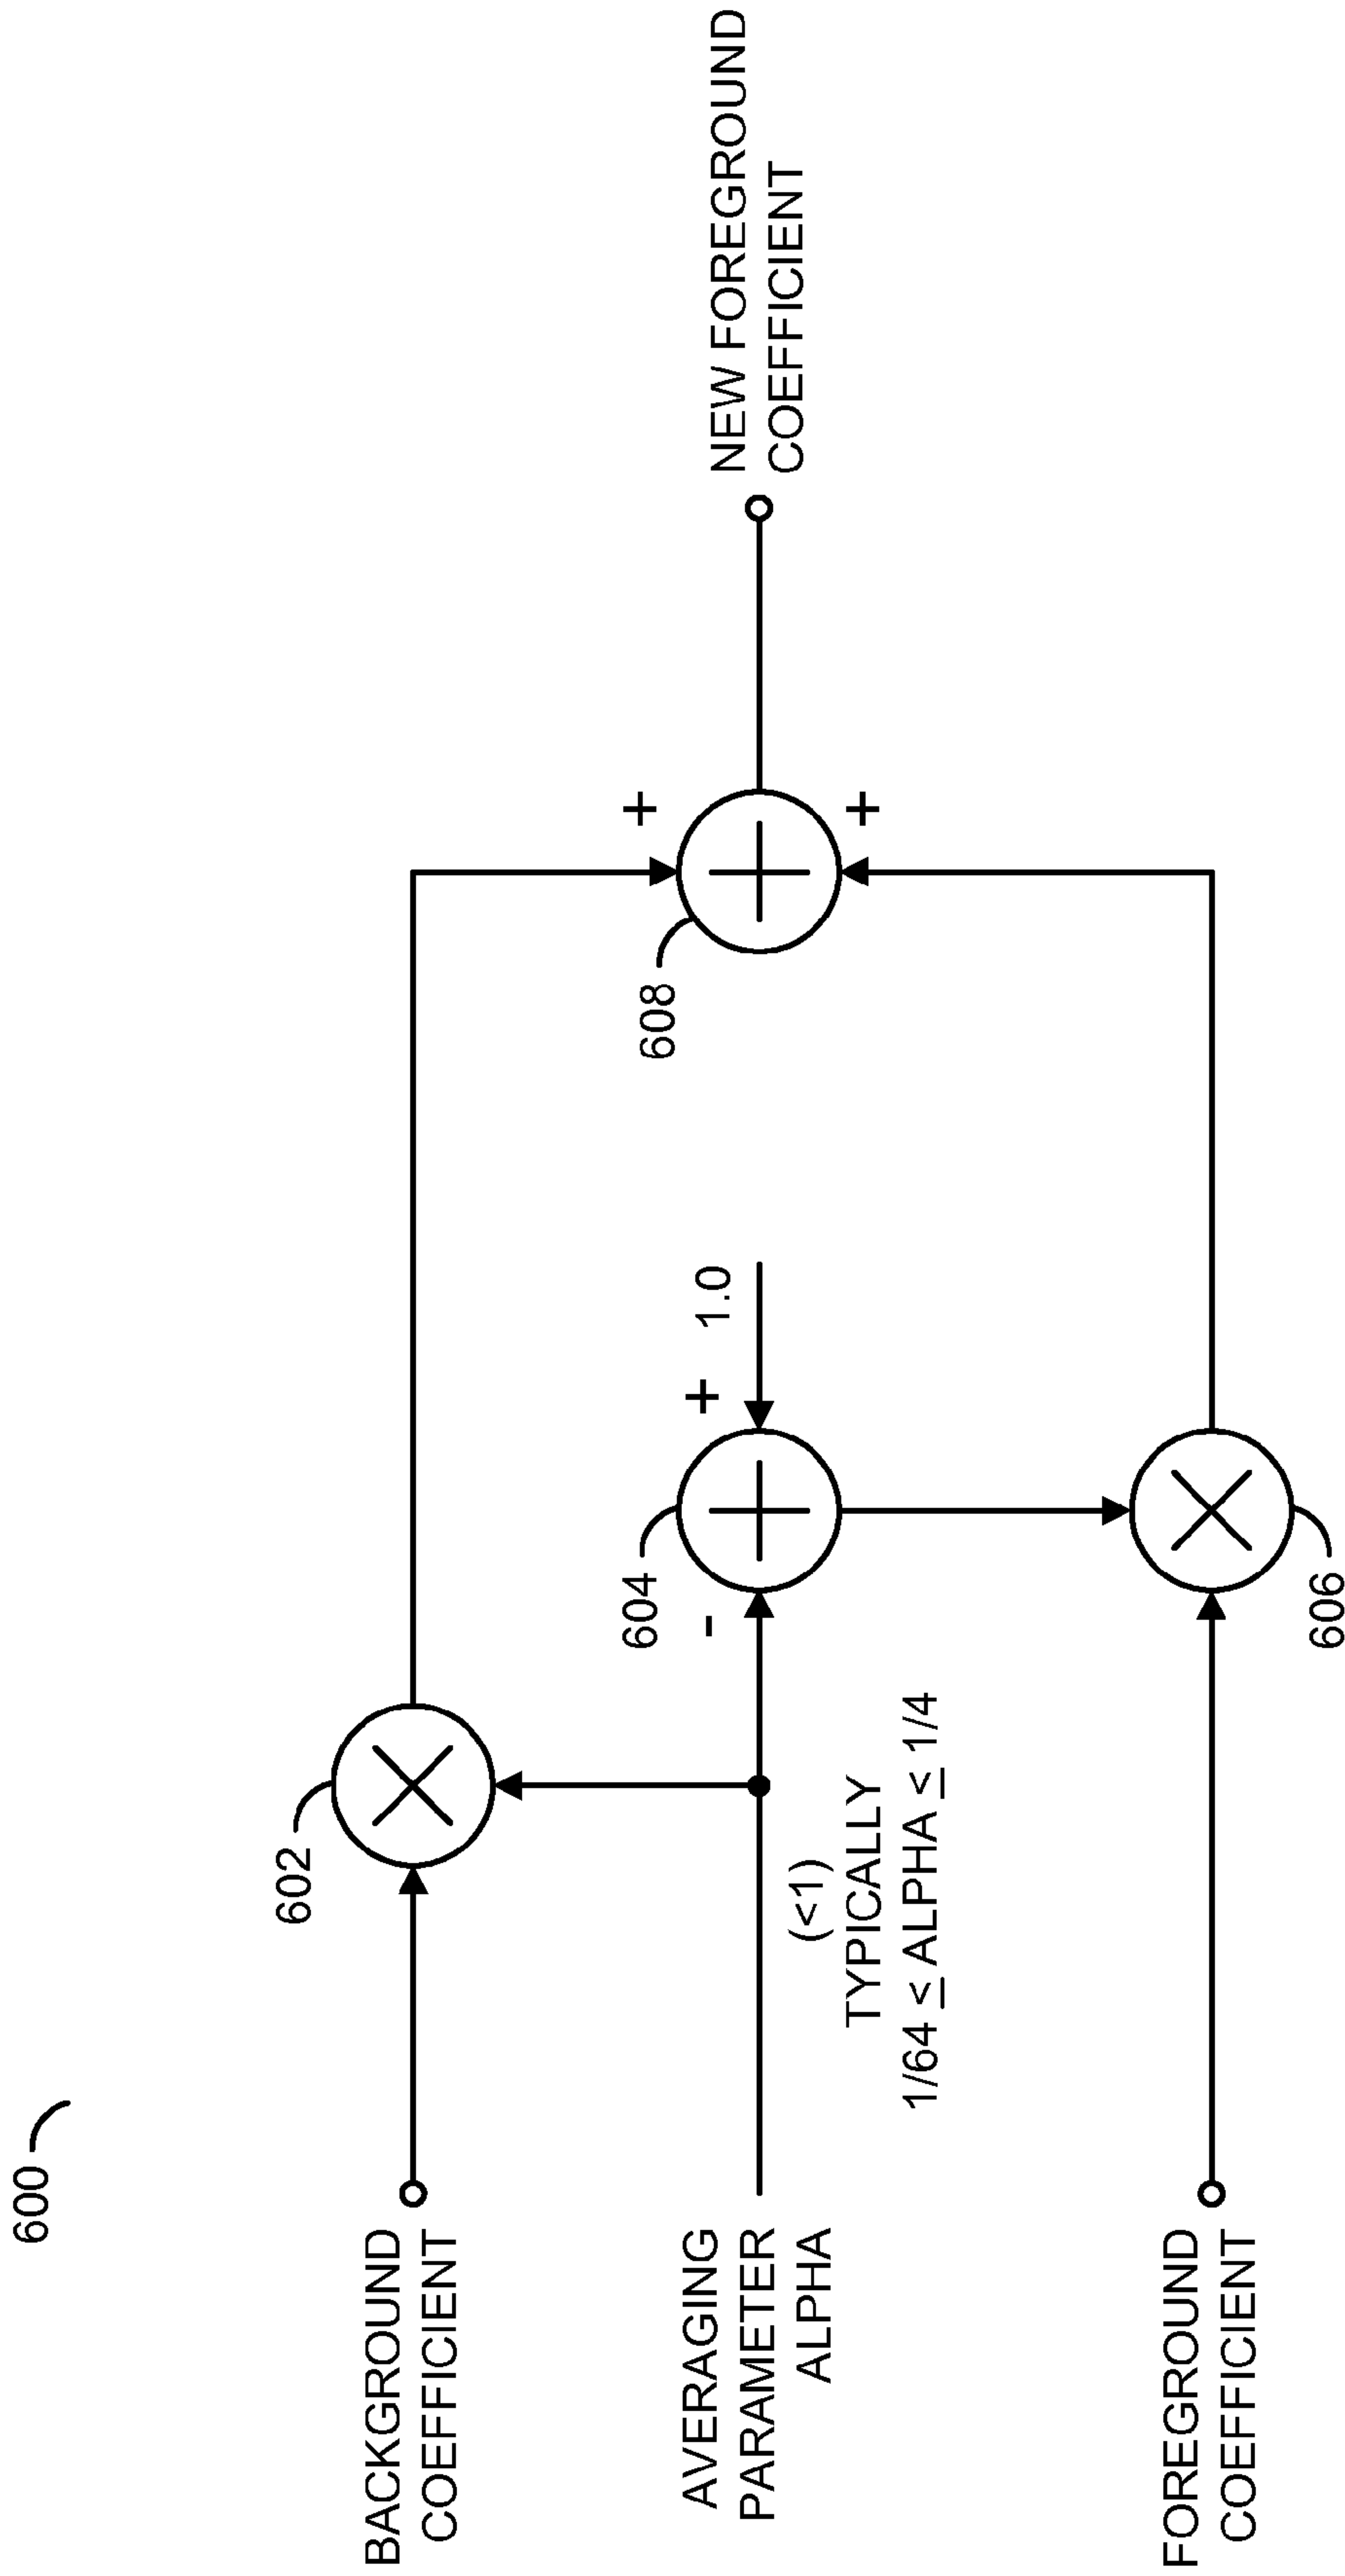 600
BACKGROUND
COEFFICIENT
602
AVERAGING
PARAMETER
ALPHA
(<1)
TYPICALLY
1/64 ≤ ALPHA ≤ 1/4
-
604
+
1.0
FOREGROUND
COEFFICIENT
606
608
+
+
NEW FOREGROUND
COEFFICIENT